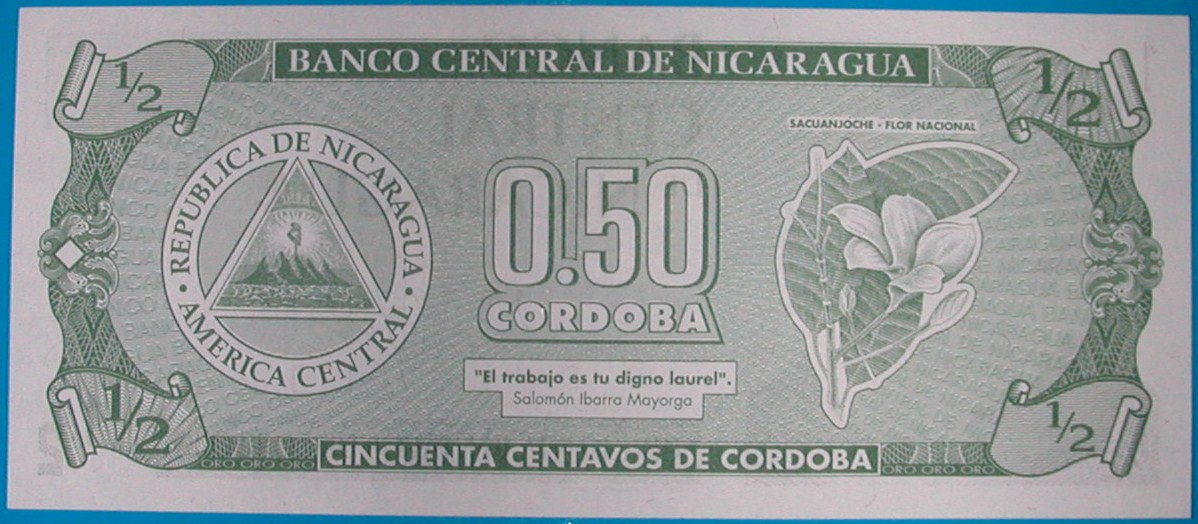 BANCO CENTRAL DE NICARAGUA
1/2
1/2
SACUANJOCHE - FLOR NACIONAL
REPUBLICA DE NICARAGUA
AMERICA CENTRAL
0.50
CORDOBA
"El trabajo es tu digno laurel".
Salomón Ibarra Mayorga
1/2
1/2
ORO ORO ORO
CINCUENTA CENTAVOS DE CORDOBA
ORO ORO ORO